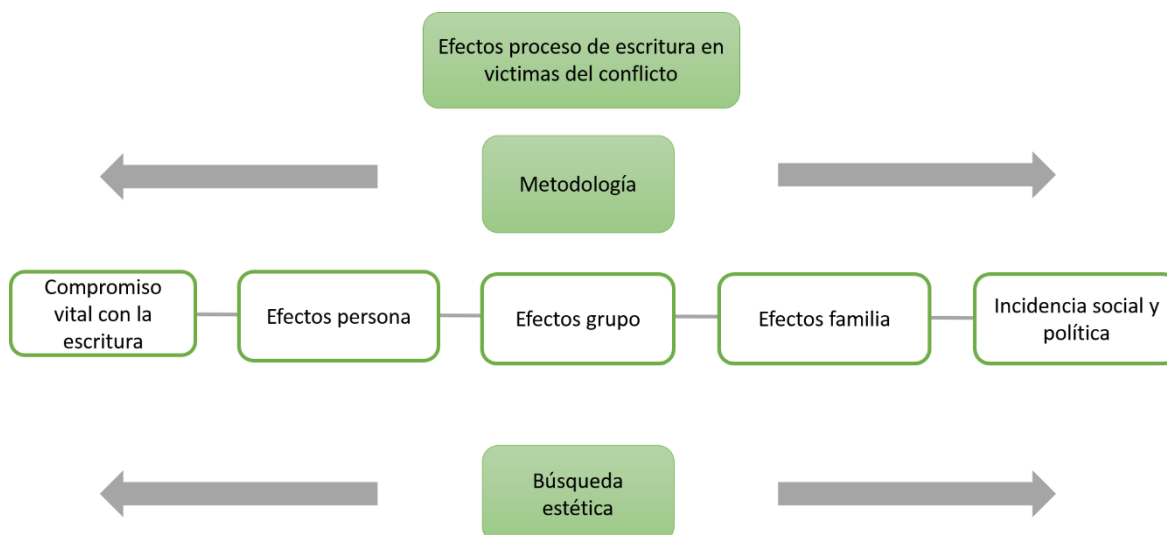 Efectos proceso de escritura en
victimas del conflicto
Metodología
Compromiso
vital con la
escritura
Efectos persona
Efectos grupo
Efectos familia
Incidencia social y
política
Búsqueda
estética